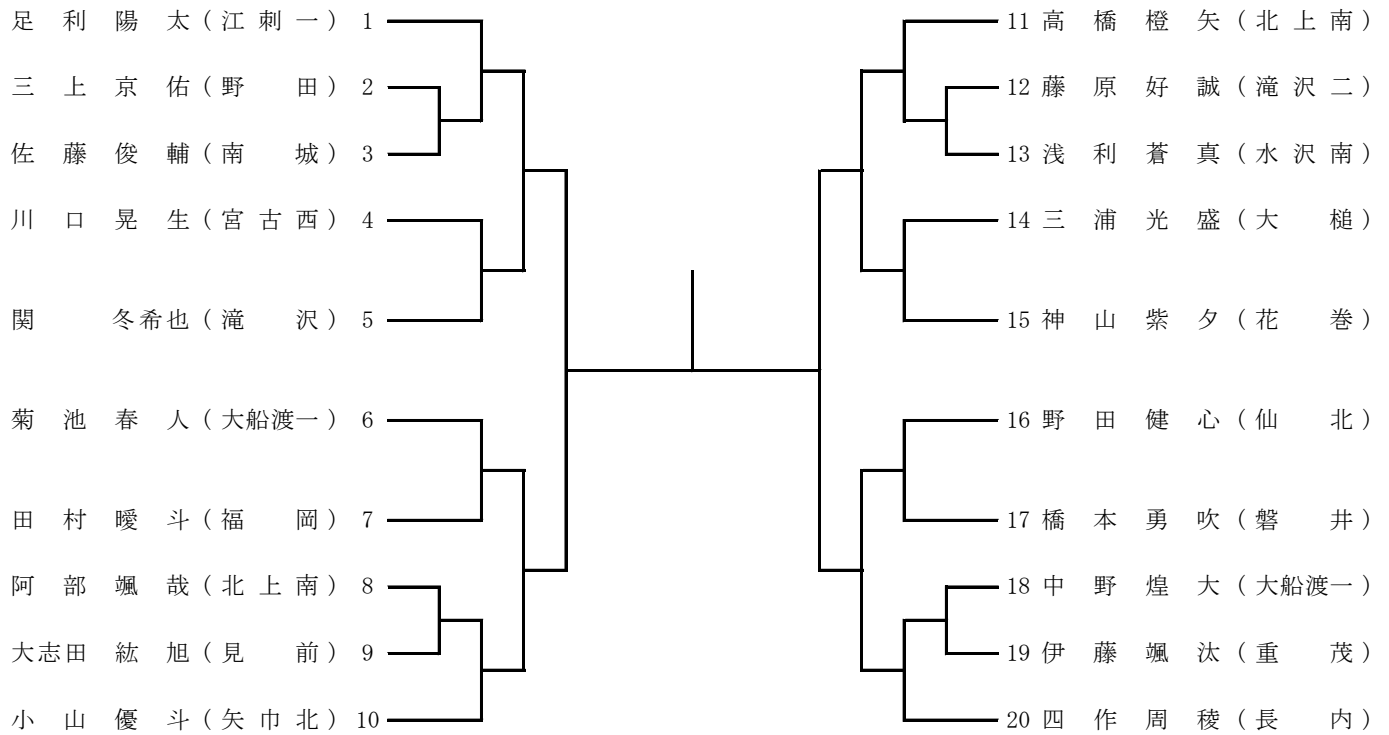 足利陽太(江刺一) 1
三上京佑(野田) 2
佐藤俊輔(南城) 3
川口晃生(宮古西) 4
関冬希也(滝沢) 5
菊池春人(大船渡一) 6
田村曖斗(福岡) 7
阿部颯哉(北上南) 8
大志田紘旭(見前) 9
小山優斗(矢巾北) 10
11 高橋橙矢(北上南)
12 藤原好誠(滝沢二)
13 浅利蒼真(水沢南)
14 三浦光盛(大槌)
15 神山紫夕(花巻)
16 野田健心(仙北)
17 橋本勇吹(磐井)
18 中野煌大(大船渡一)
19 伊藤颯汰(重茂)
20 四作周稜(長内)